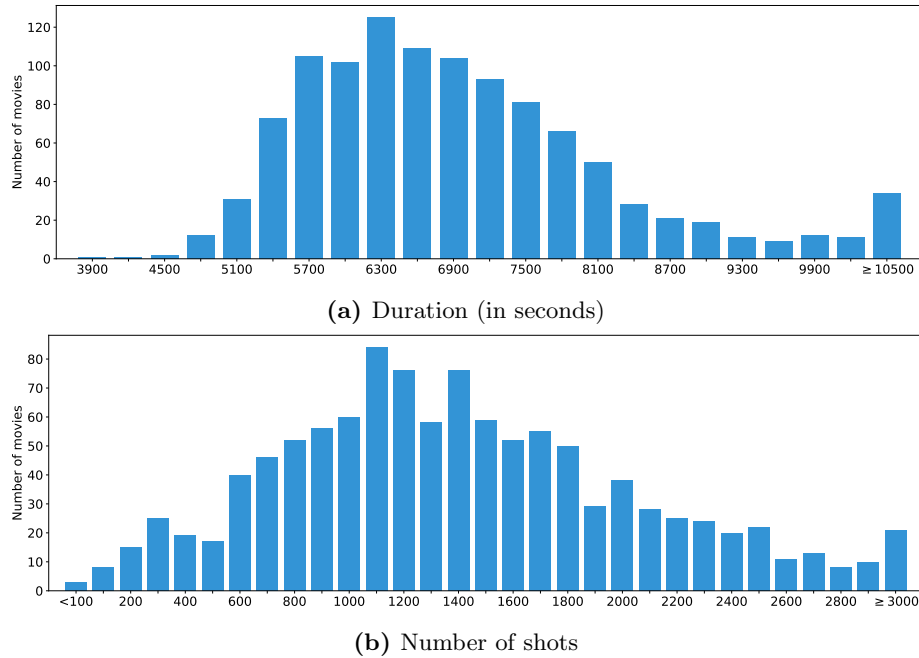 120
100
80
60
40
20
0
Number of movies
3900 4500 5100 5700 6300 6900 7500 8100 8700 9300 9900 ≥ 10500
(a) Duration (in seconds)
80
70
60
50
40
30
20
10
0
Number of movies
<100 200 400 600 800 1000 1200 1400 1600 1800 2000 2200 2400 2600 2800 ≥ 3000
(b) Number of shots